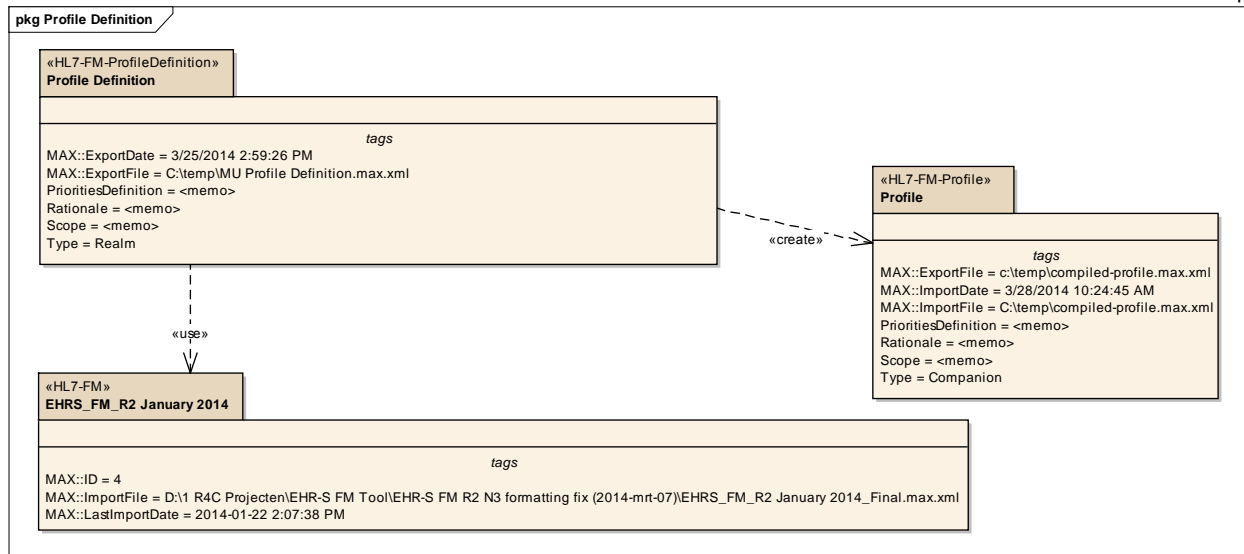 pkg Profile Definition
«HL7-FM-ProfileDefinition»
Profile Definition
tags
MAX::ExportDate = 3/25/2014 2:59:26 PM
MAX::ExportFile = C:\temp\MU Profile Definition.max.xml
PrioritiesDefinition = <memo>
Rationale = <memo>
Scope = <memo>
Type = Realm
«create»
«HL7-FM-Profile»
Profile
tags
MAX::ExportFile = c:\temp\compiled-profile.max.xml
MAX::ImportDate = 3/28/2014 10:24:45 AM
MAX::ImportFile = C:\temp\compiled-profile.max.xml
PrioritiesDefinition = <memo>
Rationale = <memo>
Scope = <memo>
Type = Companion
«use»
«HL7-FM»
EHRS_FM_R2 January 2014
tags
MAX::ID = 4
MAX::ImportFile = D:\1 R4C Projecten\EHR-S FM Tool\EHR-S FM R2 N3 formatting fix (2014-mrt-07)\EHRS_FM_R2 January 2014_Final.max.xml
MAX::LastImportDate = 2014-01-22 2:07:38 PM